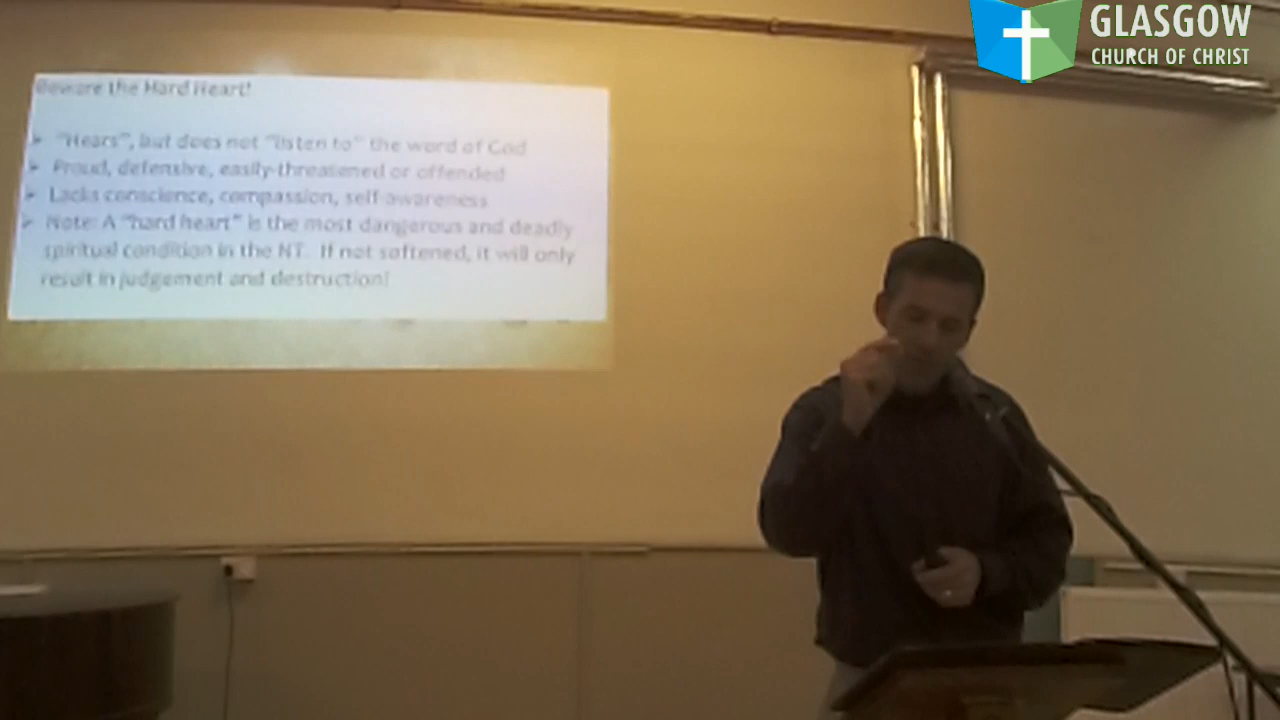 GLASGOW
CHURCH OF CHRIST
Beware the Hard Heart!
➤ "Hears", but does not "listen to" the word of God
➤ Proud, defensive, easily-threatened or offended
➤ Lacks conscience, compassion, self-awareness
➤ Note: A "hard heart" is the most dangerous and deadly
spiritual condition in the NT. If not softened, it will only
result in judgement and destruction!